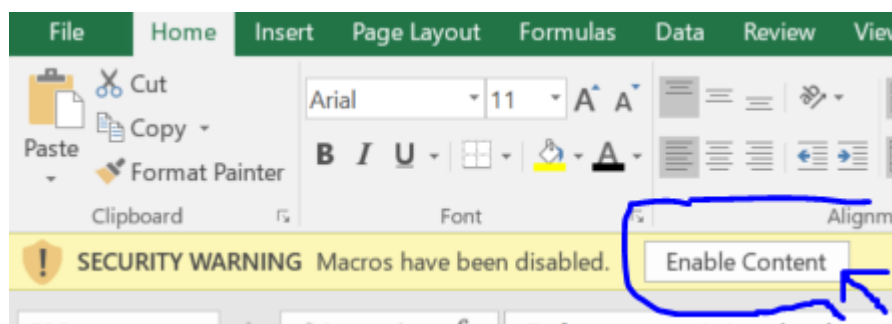 File Home Insert Page Layout Formulas Data Review View
Cut
Arial 11 A A
Copy
Paste
B I U A
Format Painter
Clipboard Font
SECURITY WARNING Macros have been disabled. Enable Content